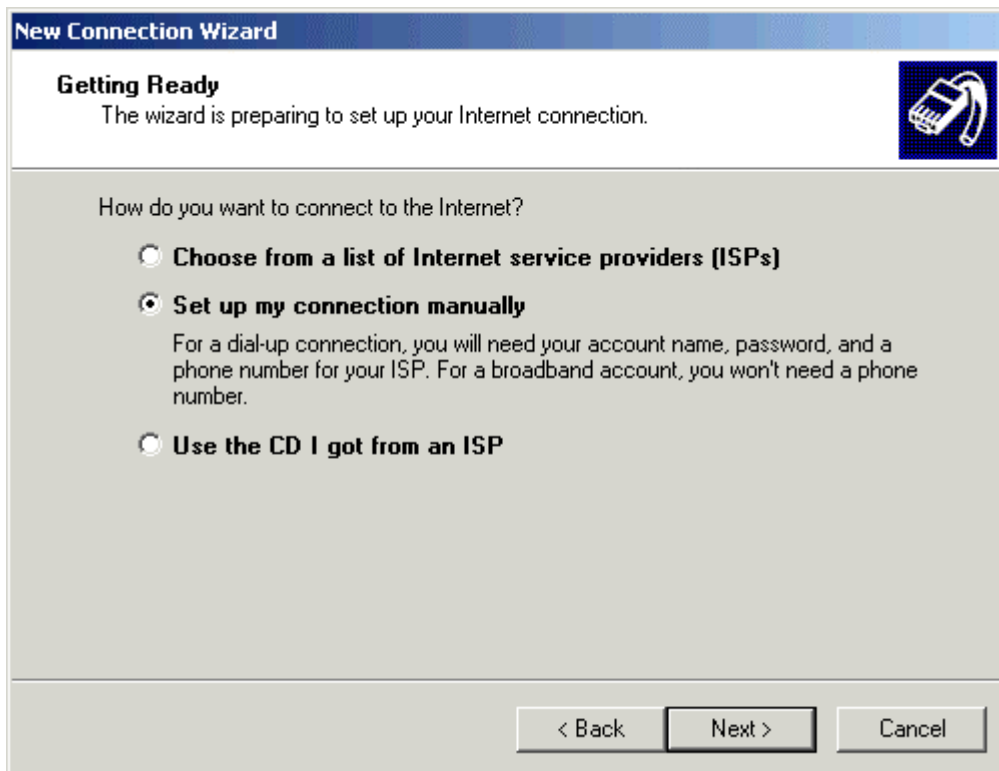 New Connection Wizard
Getting Ready
The wizard is preparing to set up your Internet connection.
How do you want to connect to the Internet?
Choose from a list of Internet service providers (ISPs)
Set up my connection manually
For a dial-up connection, you will need your account name, password, and a
phone number for your ISP. For a broadband account, you won't need a phone
number.
Use the CD I got from an ISP
< Back Next > Cancel